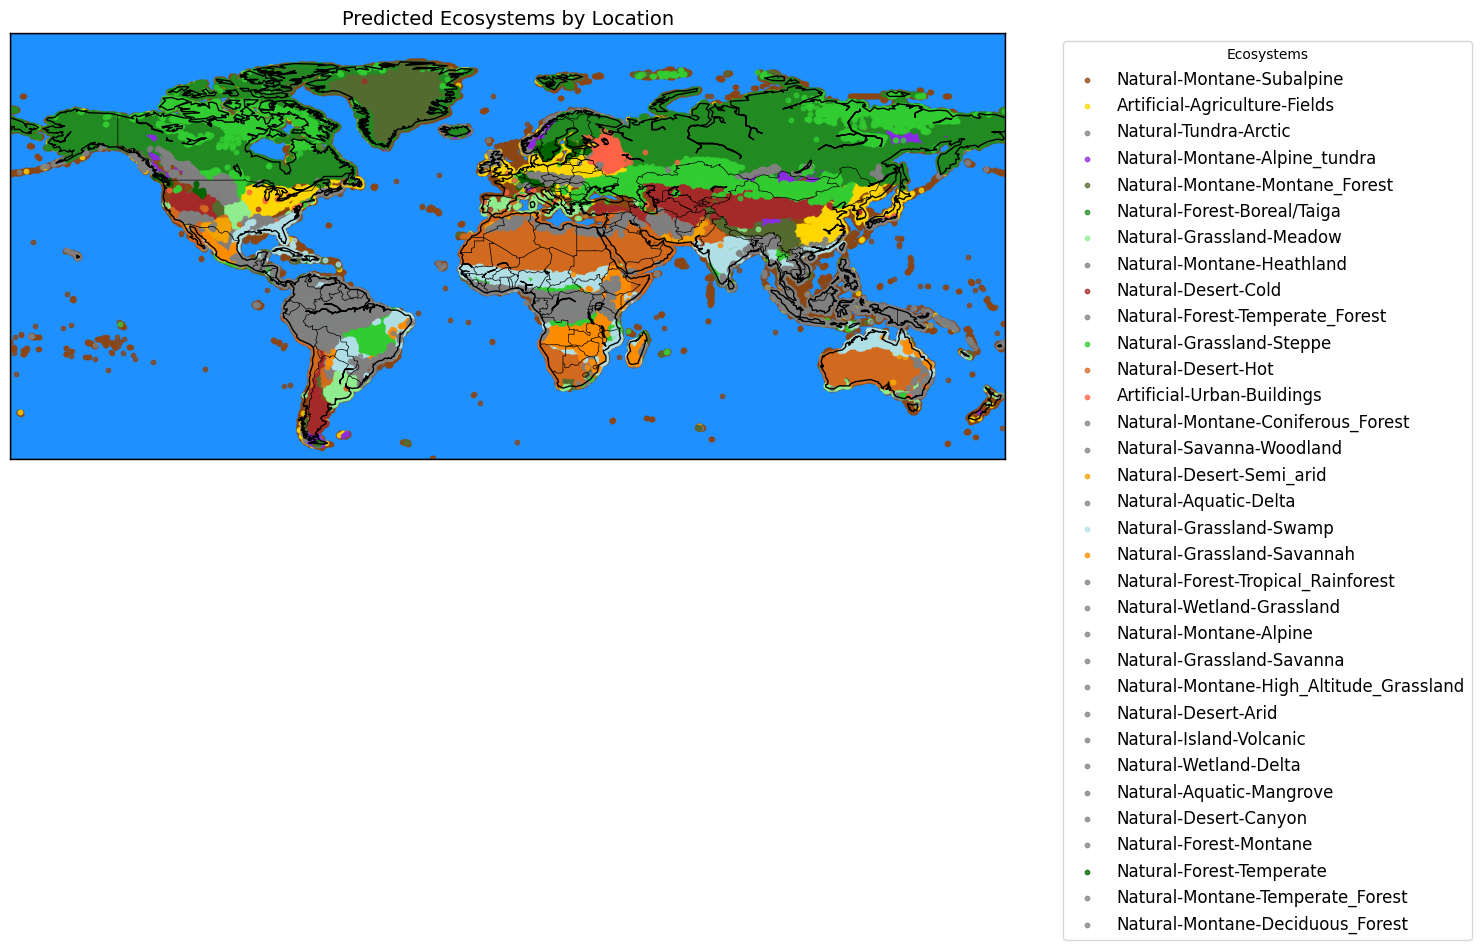 Predicted Ecosystems by Location
Ecosystems
Natural-Montane-Subalpine
Artificial-Agriculture-Fields
Natural-Tundra-Arctic
Natural-Montane-Alpine_tundra
Natural-Montane-Montane_Forest
Natural-Forest-Boreal/Taiga
Natural-Grassland-Meadow
Natural-Montane-Heathland
Natural-Desert-Cold
Natural-Forest-Temperate_Forest
Natural-Grassland-Steppe
Natural-Desert-Hot
Artificial-Urban-Buildings
Natural-Montane-Coniferous_Forest
Natural-Savanna-Woodland
Natural-Desert-Semi_arid
Natural-Aquatic-Delta
Natural-Grassland-Swamp
Natural-Grassland-Savannah
Natural-Forest-Tropical_Rainforest
Natural-Wetland-Grassland
Natural-Montane-Alpine
Natural-Grassland-Savanna
Natural-Montane-High_Altitude_Grassland
Natural-Desert-Arid
Natural-Island-Volcanic
Natural-Wetland-Delta
Natural-Aquatic-Mangrove
Natural-Desert-Canyon
Natural-Forest-Montane
Natural-Forest-Temperate
Natural-Montane-Temperate_Forest
Natural-Montane-Deciduous_Forest